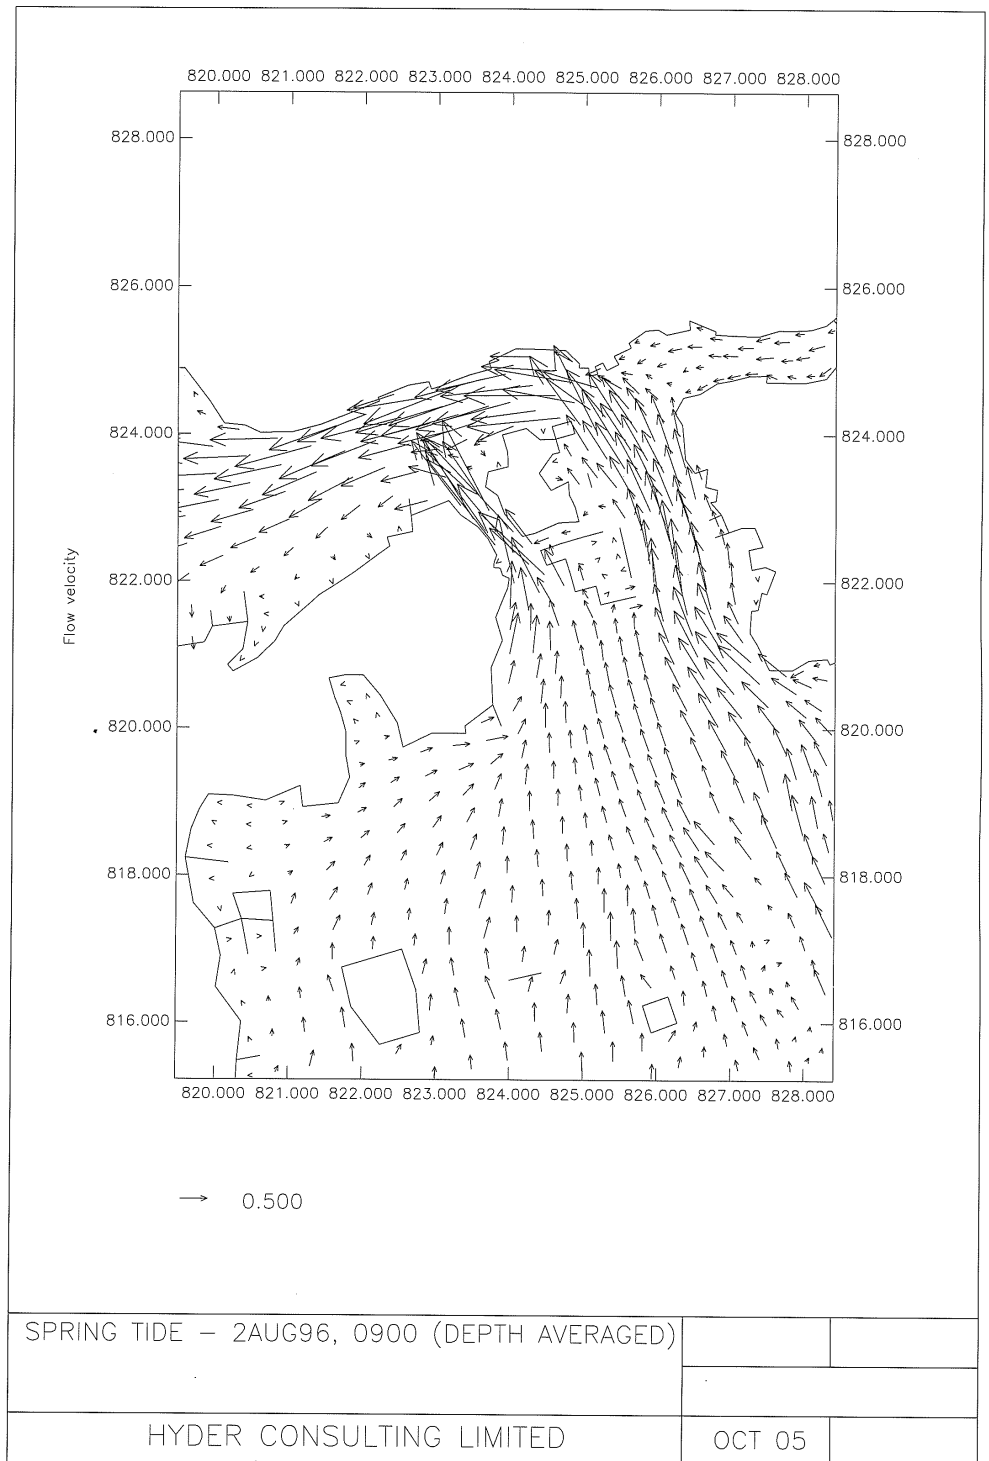 820.000 821.000 822.000 823.000 824.000 825.000 826.000 827.000 828.000
828.000 828.000
826.000 826.000
824.000 824.000
822.000 822.000
Flow velocity
820.000 820.000
818.000 818.000
816.000 816.000
820.000 821.000 822.000 823.000 824.000 825.000 826.000 827.000 828.000
0.500
SPRING TIDE – 2AUG96, 0900 (DEPTH AVERAGED)
HYDER CONSULTING LIMITED OCT 05